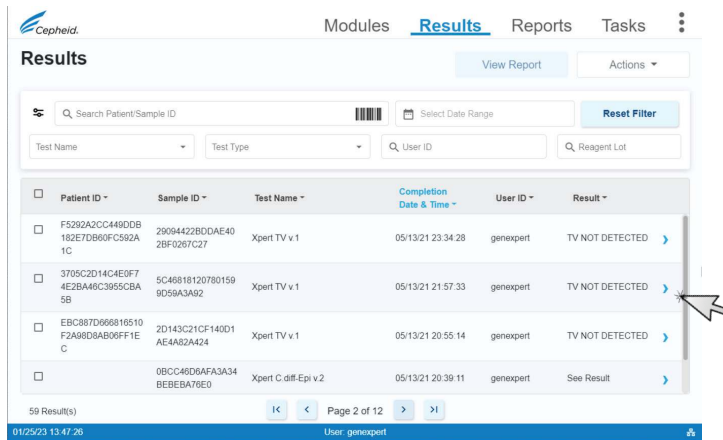 Cepheid.
Modules Results Reports Tasks
Results
View Report
Actions
Search Patient/Sample ID
Select Date Range
Reset Filter
Test Name
Test Type
User ID
Reagent Lot
Patient ID Sample ID Test Name Completion Date & Time User ID Result
F5292A2CC449DDB
182E7DB60FC592A
1C
29094422BDDAE40
2BF0267C27
Xpert TV v.1
05/13/21 23:34:28
genexpert
TV NOT DETECTED
3705C2D14C4E0F7
4E2BA46C3955CBA
5B
5C46818120780159
9D59A3A92
Xpert TV v.1
05/13/21 21:57:33
genexpert
TV NOT DETECTED
EBC887D666816510
F2A98D8AB06FF1E
C
2D143C21CF140D1
AE4A82A424
Xpert TV v.1
05/13/21 20:55:14
genexpert
TV NOT DETECTED
0BCC46D6AFA3A34
BEBEBA76E0
Xpert C.diff-Epi v.2
05/13/21 20:39:11
genexpert
See Result
59 Result(s)
Page 2 of 12
01/25/23 13:47:26
User: genexpert